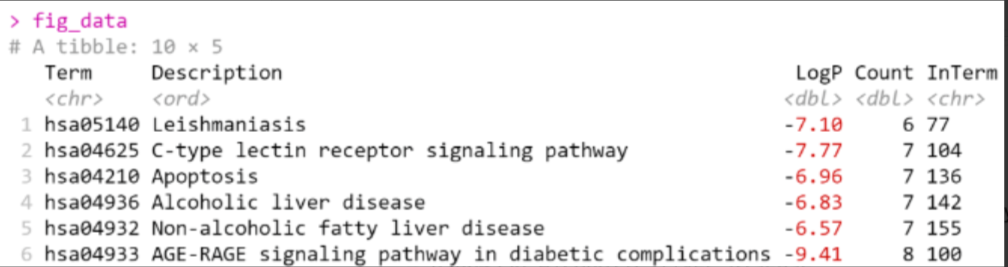 > fig_data
# A tibble: 10 × 5
Term Description LogP Count InTerm
<chr> <ord> <dbl> <dbl> <chr>
1 hsa05140 Leishmaniasis -7.10 6 77
2 hsa04625 C-type lectin receptor signaling pathway -7.77 7 104
3 hsa04210 Apoptosis -6.96 7 136
4 hsa04936 Alcoholic liver disease -6.83 7 142
5 hsa04932 Non-alcoholic fatty liver disease -6.57 7 155
6 hsa04933 AGE-RAGE signaling pathway in diabetic complications -9.41 8 100